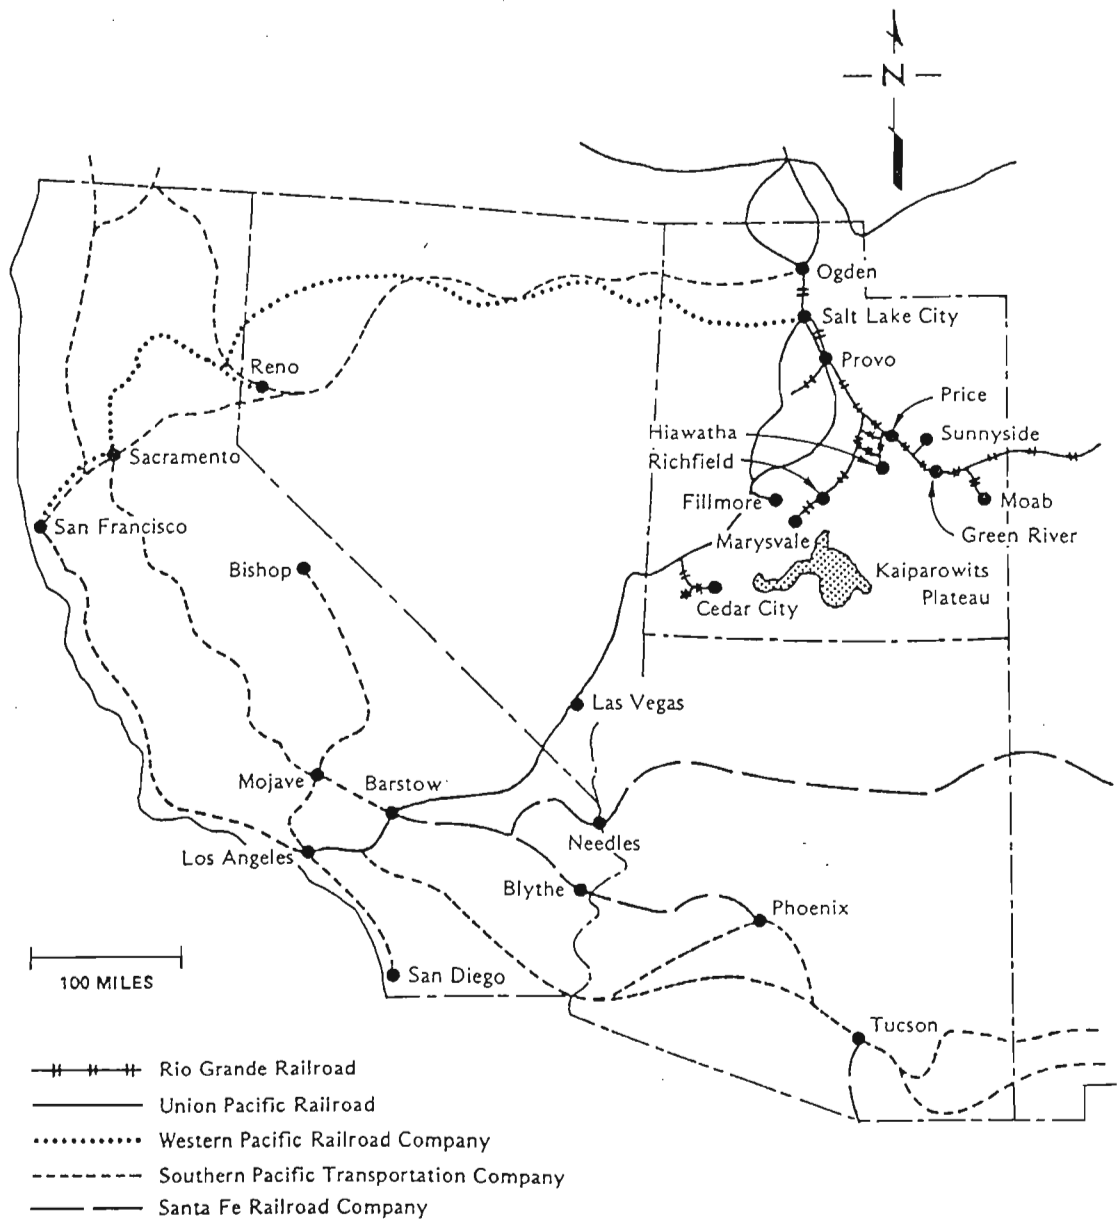 N
Ogden
Salt Lake City
Reno
Provo
Price
Hiawatha
Sunnyside
Richfield
Sacramento
Fillmore
Moab
San Francisco
Marysvale
Green River
Bishop
Kaiparowits
Plateau
Cedar City
Las Vegas
Mojave
Barstow
Needles
Los Angeles
Blythe
Phoenix
San Diego
100 MILES
Tucson
Rio Grande Railroad
Union Pacific Railroad
Western Pacific Railroad Company
Southern Pacific Transportation Company
Santa Fe Railroad Company